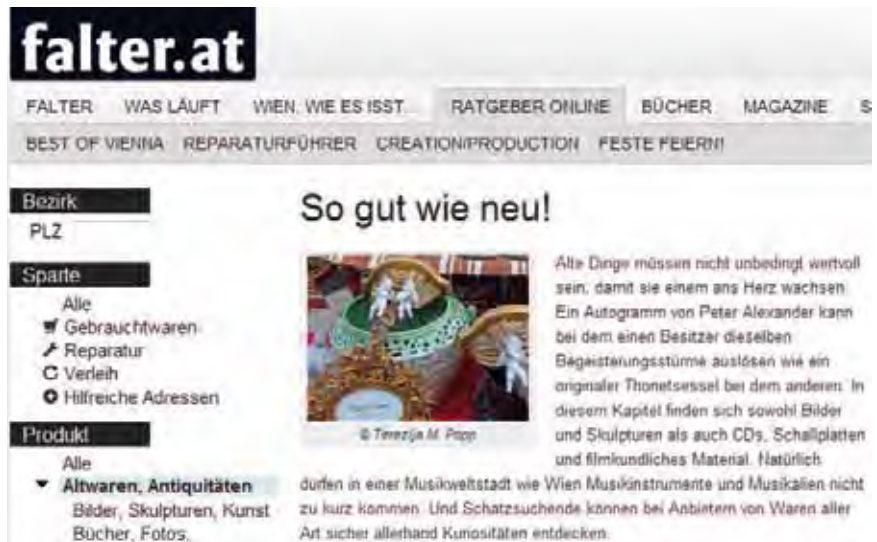 falter.at
FALTER WAS LÄUFT WIEN, WIE ES ISST... RATGEBER ONLINE BÜCHER MAGAZINE S
BEST OF VIENNA REPARATURFÜHRER CREATION/PRODUCTION FESTE FEIERN!
Bezirk
PLZ
Sparte
Alle
Gebrauchtwaren
Reparatur
Verleih
Hilfreiche Adressen
Produkt
Alle
Altwaren, Antiquitäten
Bilder, Skulpturen, Kunst
Bücher, Fotos,
So gut wie neu!
© Terezija M. Popp
Alte Dinge müssen nicht unbedingt wertvoll
sein, damit sie einem ans Herz wachsen.
Ein Autogramm von Peter Alexander kann
bei dem einen Besitzer dieselben
Begeisterungsstürme auslösen wie ein
originaler Thonetsessel bei dem anderen. In
diesem Kapitel finden sich sowohl Bilder
und Skulpturen als auch CDs, Schallplatten
und filmkundliches Material. Natürlich
dürfen in einer Musikweltstadt wie Wien Musikinstrumente und Musikalien nicht
zu kurz kommen. Und Schatzsuchende können bei Anbietern von Waren aller
Art sicher allerhand Kuriositäten entdecken.